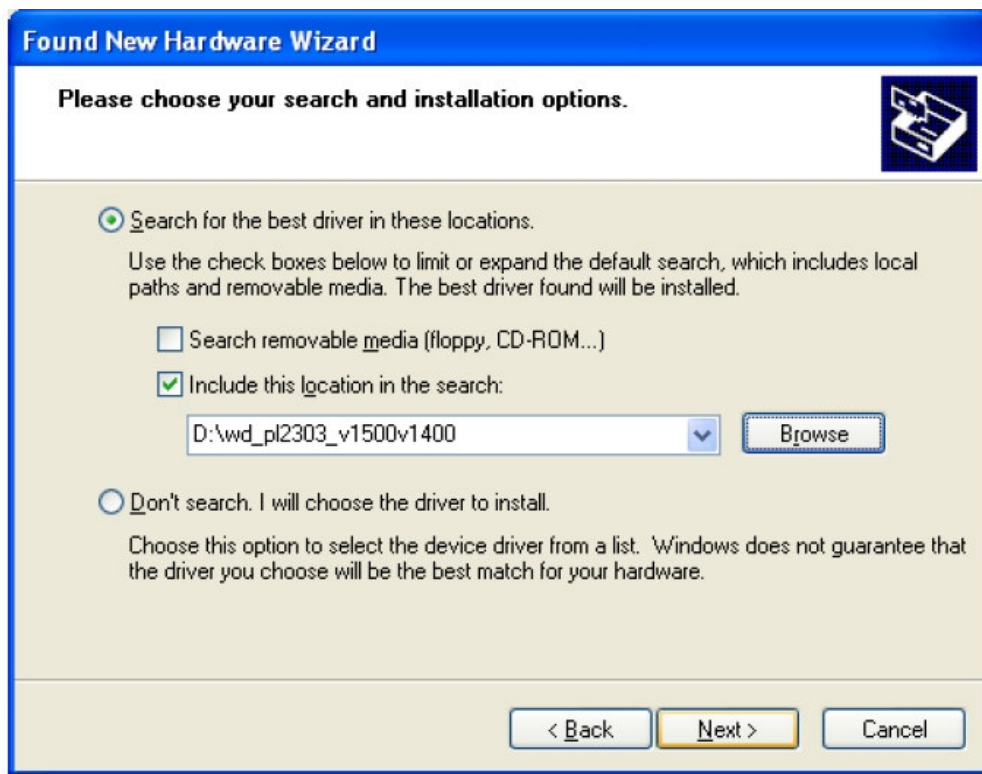 Found New Hardware Wizard
Please choose your search and installation options.
Search for the best driver in these locations.
Use the check boxes below to limit or expand the default search, which includes local
paths and removable media. The best driver found will be installed.
Search removable media (floppy, CD-ROM...)
Include this location in the search:
D:\wd_pl2303_v1500v1400
Browse
Don't search. I will choose the driver to install.
Choose this option to select the device driver from a list. Windows does not guarantee that
the driver you choose will be the best match for your hardware.
< Back Next > Cancel